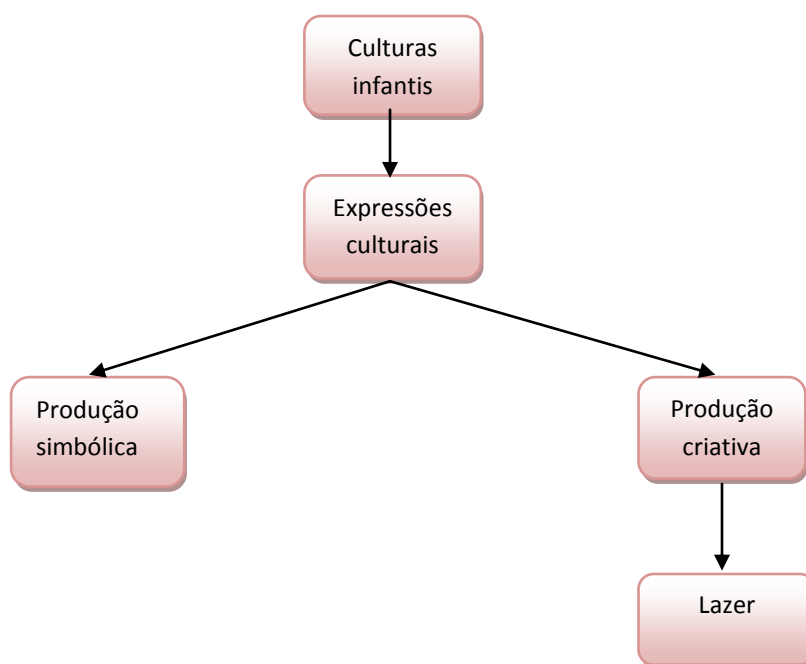 Culturas
infantis
Expressões
culturais
Produção
simbólica
Produção
criativa
Lazer